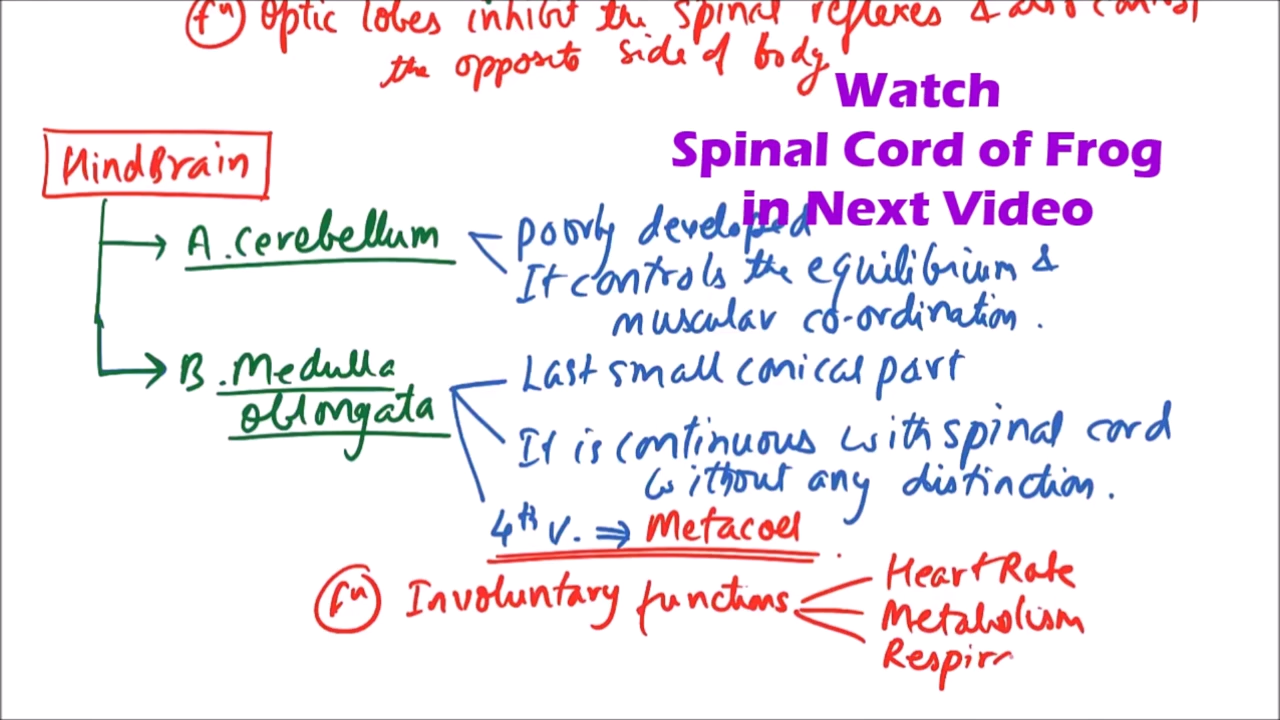 (fⁿ) Optic lobes inhibit the spinal reflexes & also control
the opposite side of body
Watch
Spinal Cord of Frog
in Next Video
HindBrain
A. cerebellum
poorly developed
It controls the equilibrium &
muscular co-ordination.
B. Medulla
oblongata
Last small conical part
It is continuous with spinal cord
without any distinction.
4th V. ⇒ Metacoel
(fⁿ) Involuntary functions
Heart Rate
Metabolism